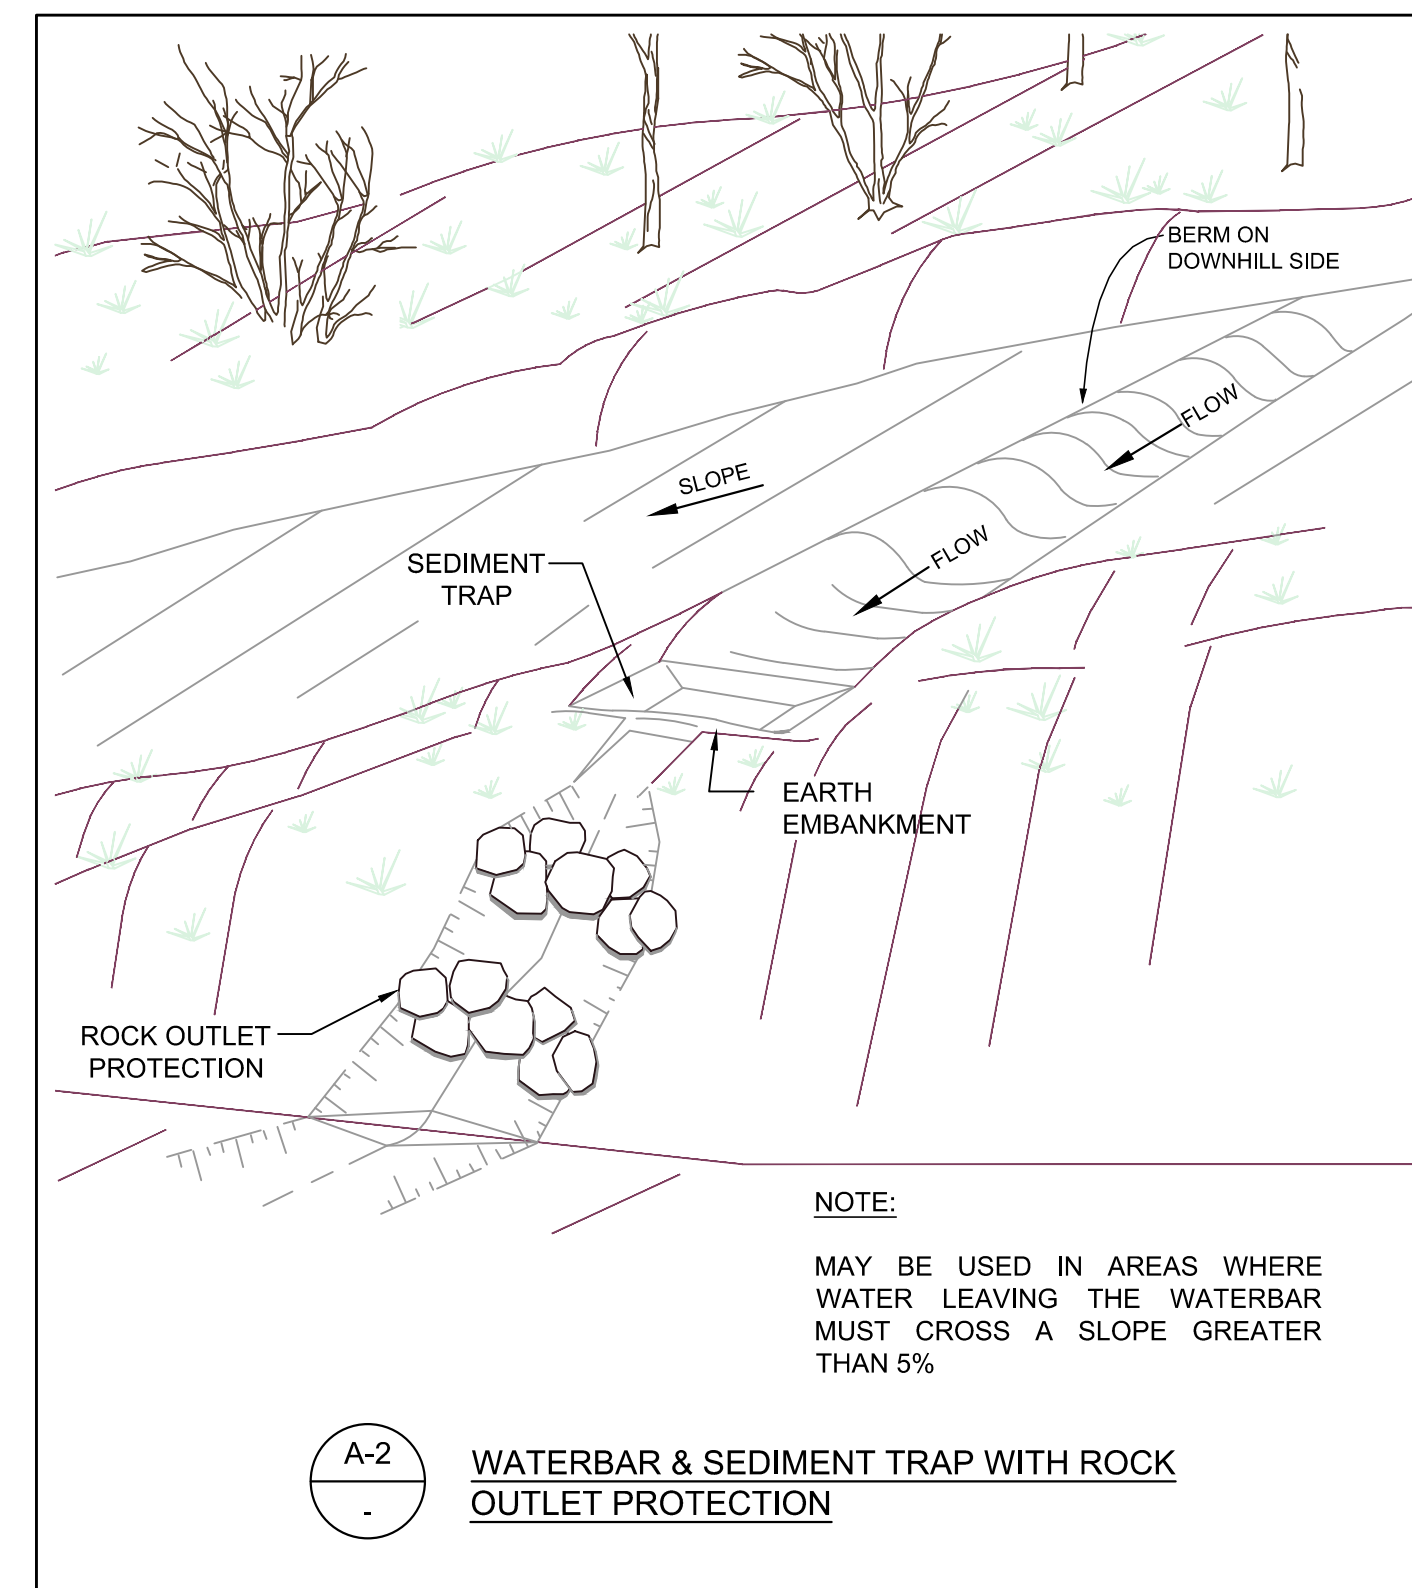 BERM ON
DOWNHILL SIDE
FLOW
SLOPE
FLOW
SEDIMENT
TRAP
EARTH
EMBANKMENT
ROCK OUTLET
PROTECTION
NOTE:
MAY BE USED IN AREAS WHERE
WATER LEAVING THE WATERBAR
MUST CROSS A SLOPE GREATER
THAN 5%
A-2
-
WATERBAR & SEDIMENT TRAP WITH ROCK
OUTLET PROTECTION